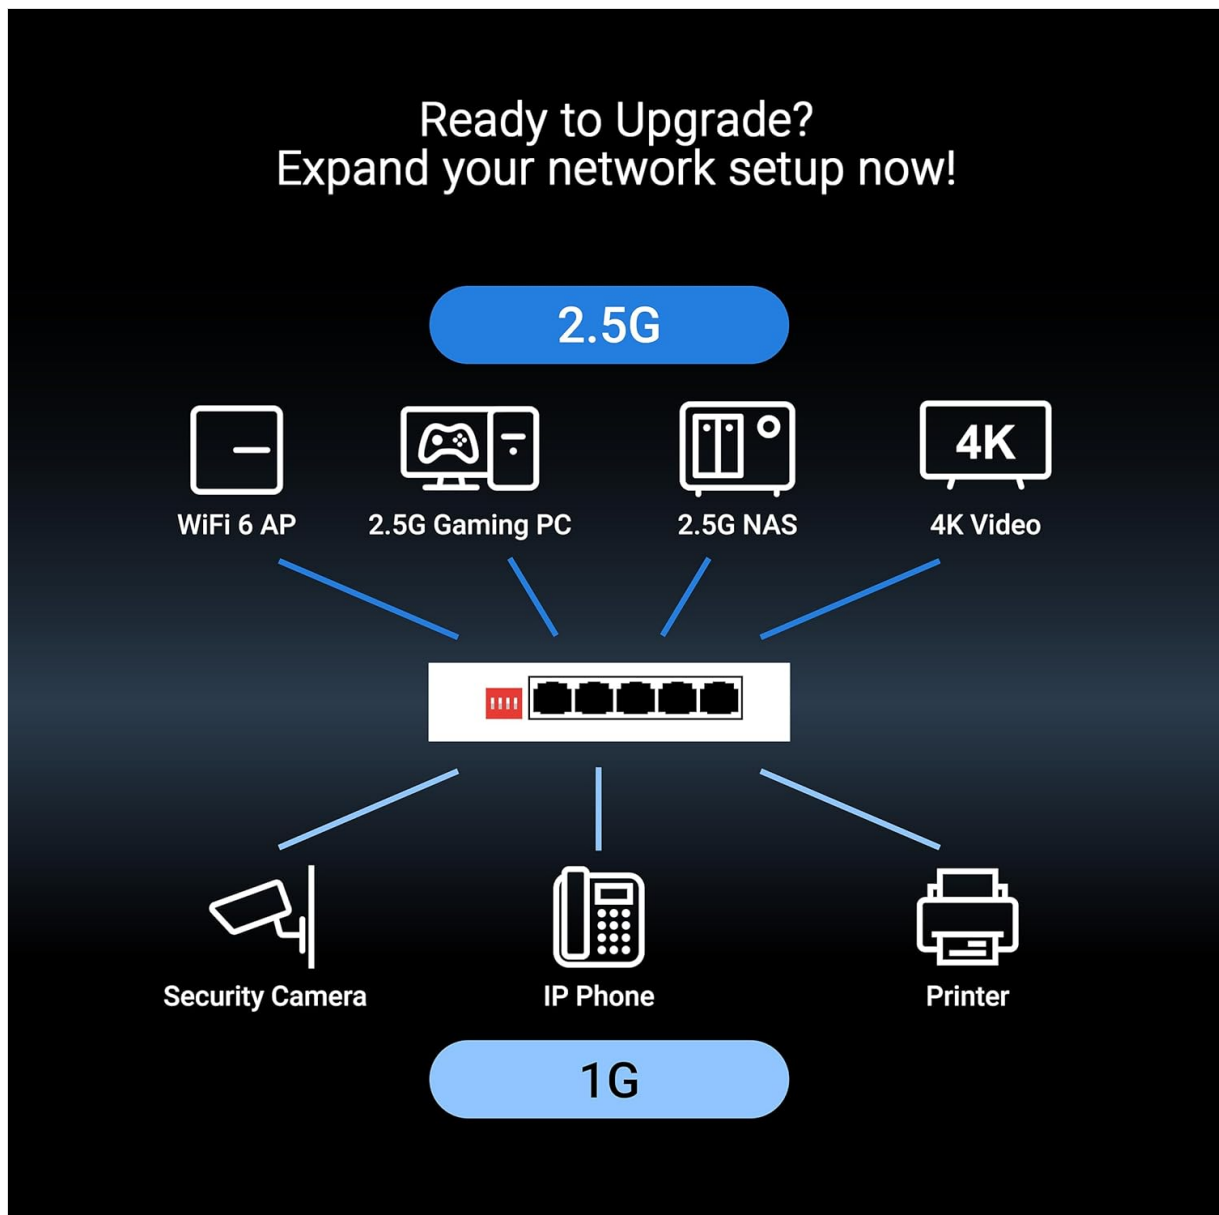 Ready to Upgrade?
Expand your network setup now!
2.5G
4K
WiFi 6 AP
2.5G Gaming PC
2.5G NAS
4K Video
Security Camera
IP Phone
Printer
1G